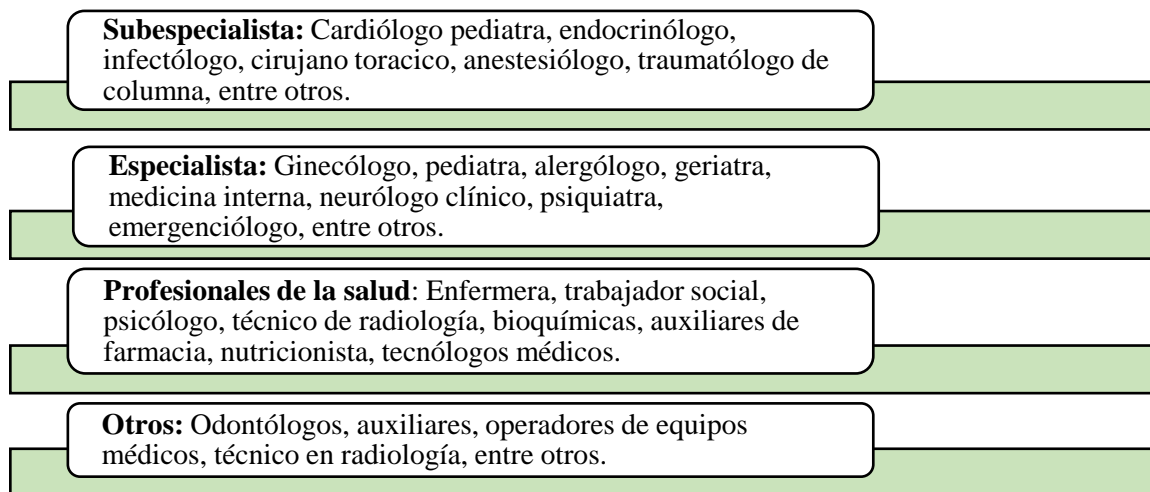 Subespecialista: Cardiólogo pediatra, endocrinólogo,
infectólogo, cirujano toracico, anestesiólogo, traumatólogo de
columna, entre otros.
Especialista: Ginecólogo, pediatra, alergólogo, geriatra,
medicina interna, neurólogo clínico, psiquiatra,
emergenciólogo, entre otros.
Profesionales de la salud: Enfermera, trabajador social,
psicólogo, técnico de radiología, bioquímicas, auxiliares de
farmacia, nutricionista, tecnólogos médicos.
Otros: Odontólogos, auxiliares, operadores de equipos
médicos, técnico en radiología, entre otros.